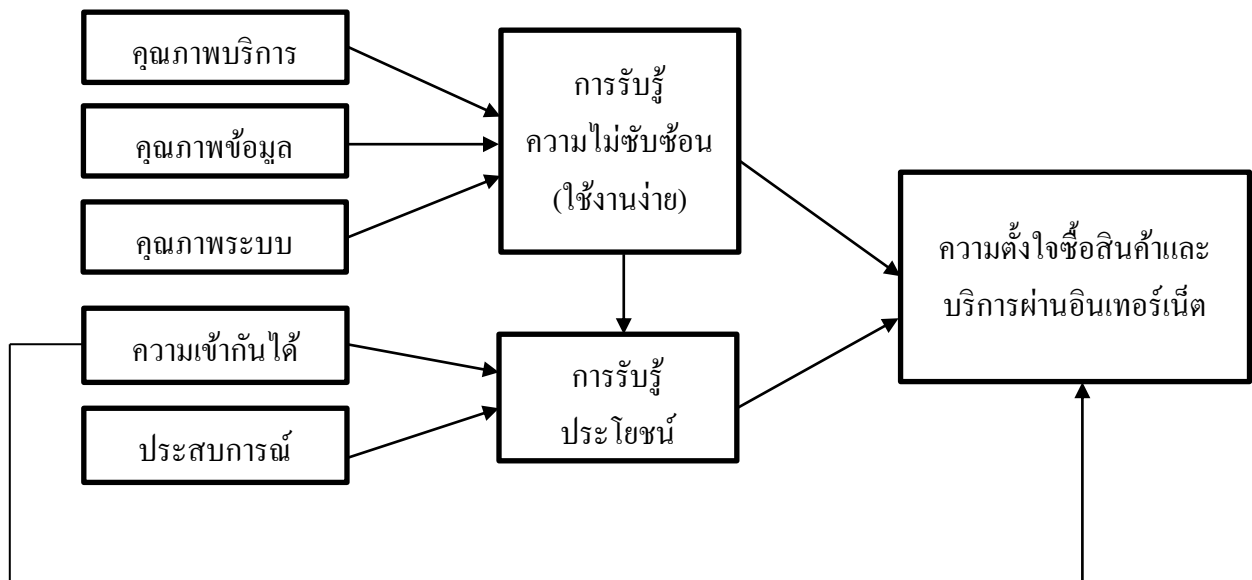 คุณภาพบริการ
คุณภาพข้อมูล
คุณภาพระบบ
ความเข้ากันได้
ประสบการณ์
การรับรู้
ความไม่ซับซ้อน
(ใช้งานง่าย)
การรับรู้
ประโยชน์
ความตั้งใจซื้อสินค้าและ
บริการผ่านอินเทอร์เน็ต